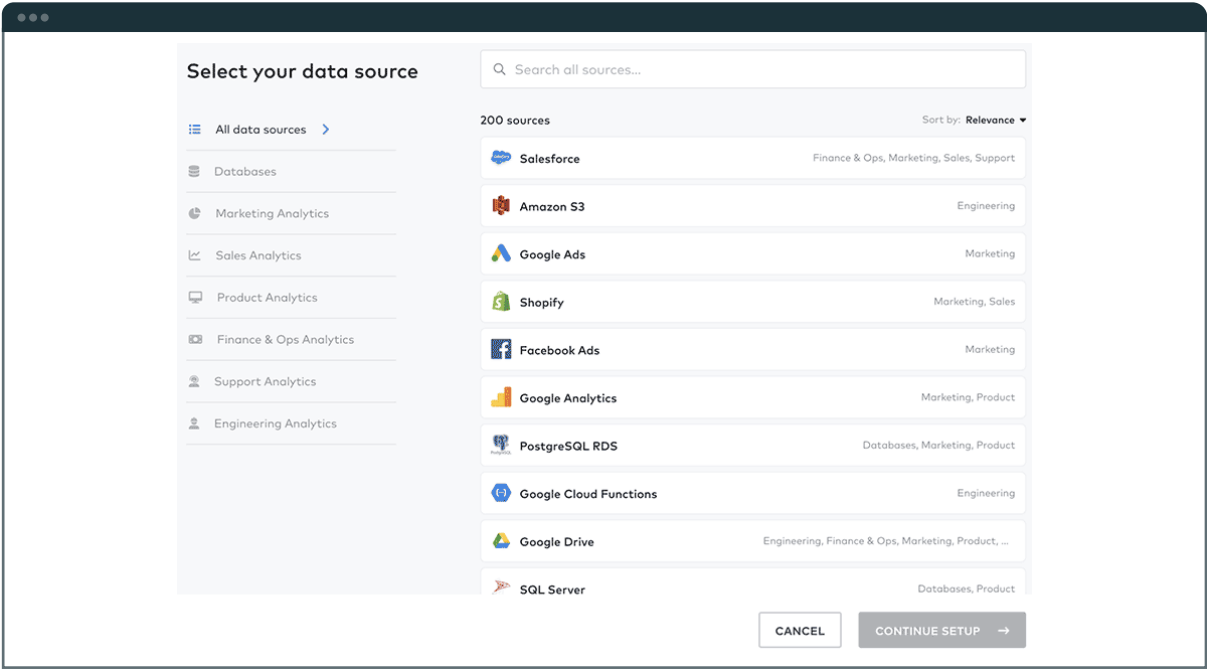 Select your data source
All data sources
Databases
Marketing Analytics
Sales Analytics
Product Analytics
Finance & Ops Analytics
Support Analytics
Engineering Analytics
Search all sources...
200 sources
Sort by: Relevance
Salesforce Finance & Ops, Marketing, Sales, Support
Amazon S3 Engineering
Google Ads Marketing
Shopify Marketing, Sales
Facebook Ads Marketing
Google Analytics Marketing, Product
PostgreSQL RDS Databases, Marketing, Product
Google Cloud Functions Engineering
Google Drive Engineering, Finance & Ops, Marketing, Product, ...
SQL Server Databases, Product
CANCEL
CONTINUE SETUP